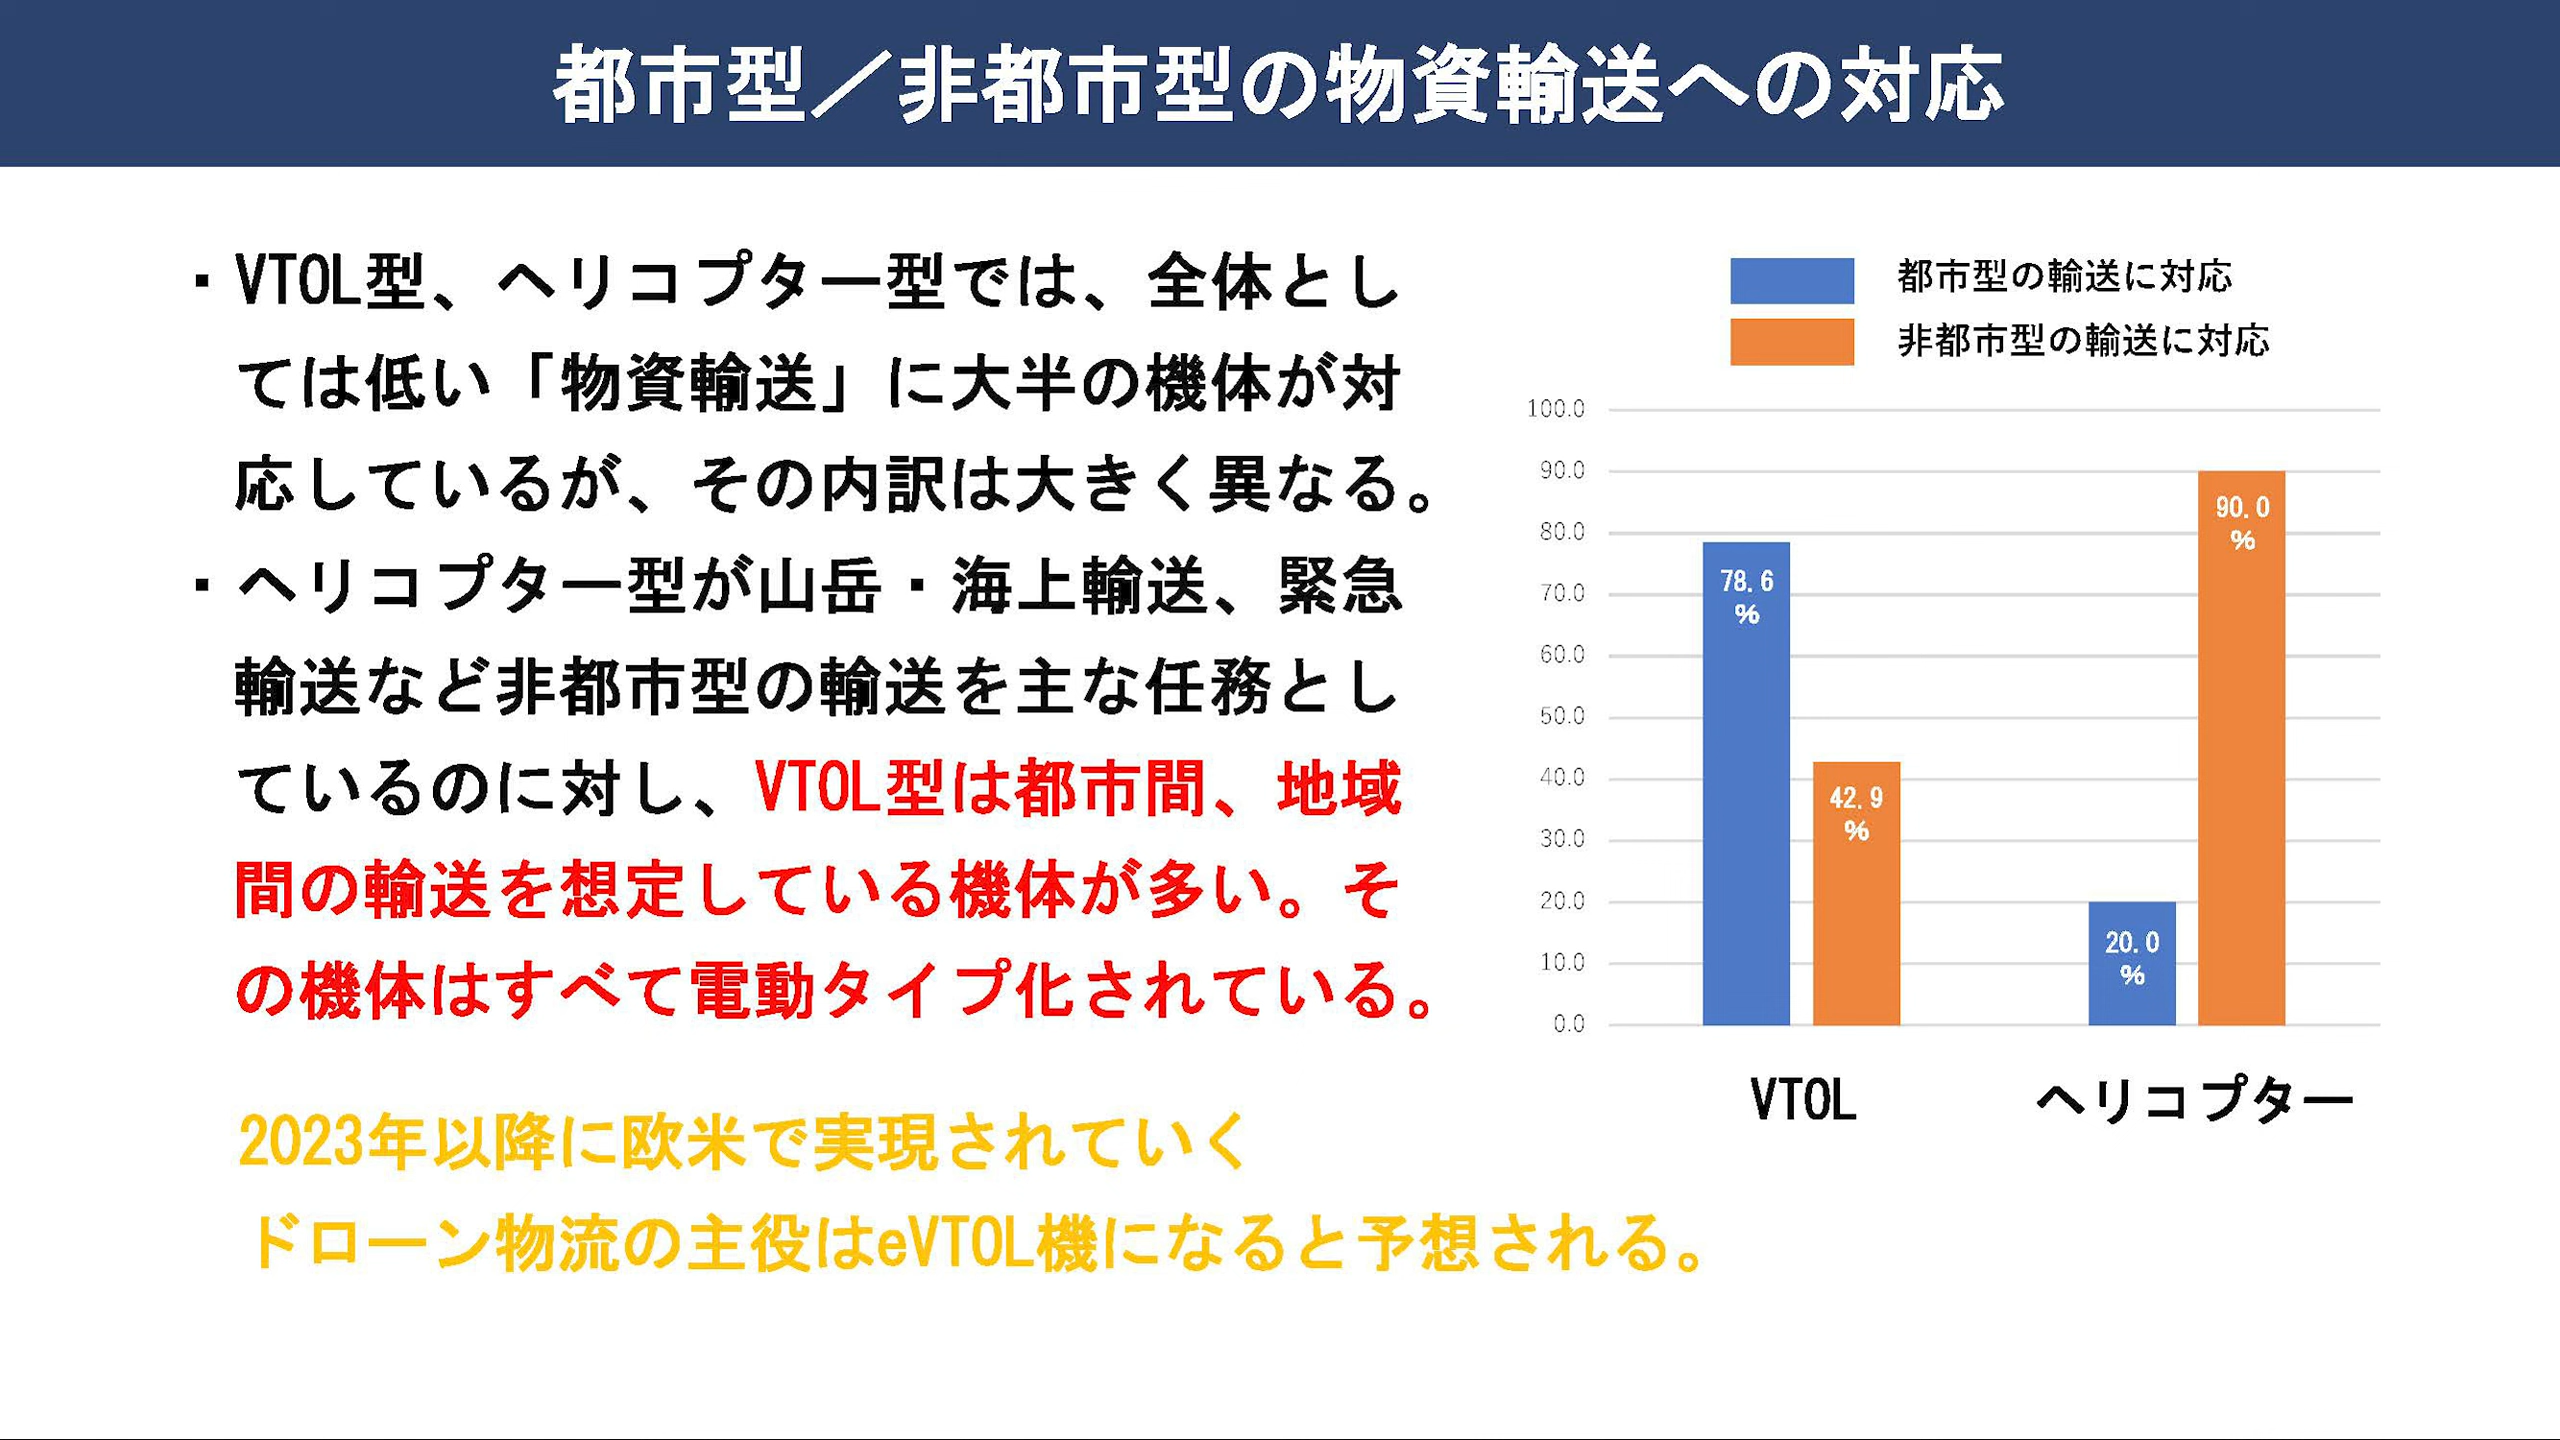 都市型／非都市型の物資輸送への対応
・VTOL型、ヘリコプター型では、全体とし
ては低い「物資輸送」に大半の機体が対
応しているが、その内訳は大きく異なる。
・ヘリコプター型が山岳・海上輸送、緊急
輸送など非都市型の輸送を主な任務とし
ているのに対し、VTOL型は都市間、地域
間の輸送を想定している機体が多い。そ
の機体はすべて電動タイプ化されている。
2023年以降に欧米で実現されていく
ドローン物流の主役はeVTOL機になると予想される。
都市型の輸送に対応
非都市型の輸送に対応
100.0
90.0
80.0
70.0
60.0
50.0
40.0
30.0
20.0
10.0
0.0
78.6
%
42.9
%
20.0
%
90.0
%
VTOL
ヘリコプター